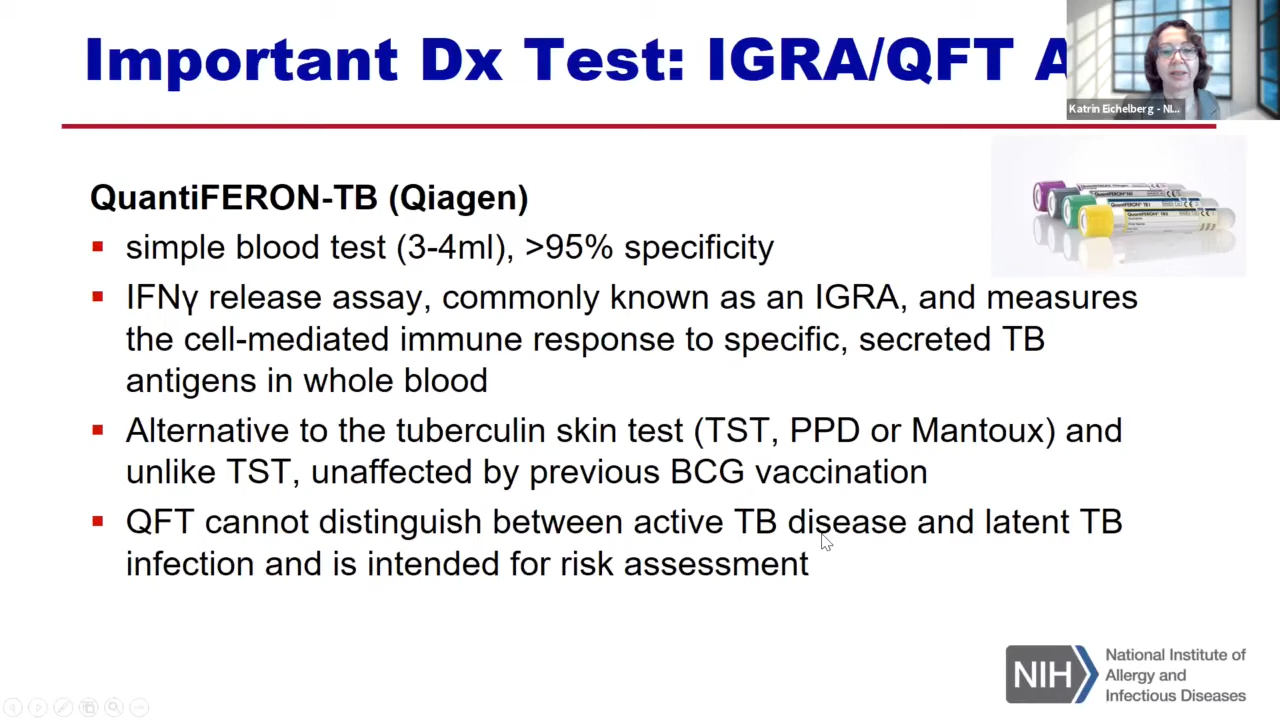 Important Dx Test: IGRA/QFT A
Katrin Eichelberg - NI...
QuantiFERON-TB (Qiagen)
▪ simple blood test (3-4ml), >95% specificity
▪ IFNγ release assay, commonly known as an IGRA, and measures
the cell-mediated immune response to specific, secreted TB
antigens in whole blood
▪ Alternative to the tuberculin skin test (TST, PPD or Mantoux) and
unlike TST, unaffected by previous BCG vaccination
▪ QFT cannot distinguish between active TB disease and latent TB
infection and is intended for risk assessment
NIH
National Institute of
Allergy and
Infectious Diseases